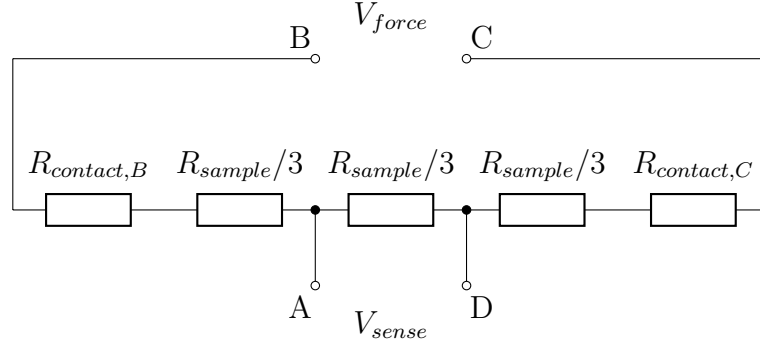 V_force
B C
R_contact,B R_sample/3 R_sample/3 R_sample/3 R_contact,C
A D
V_sense